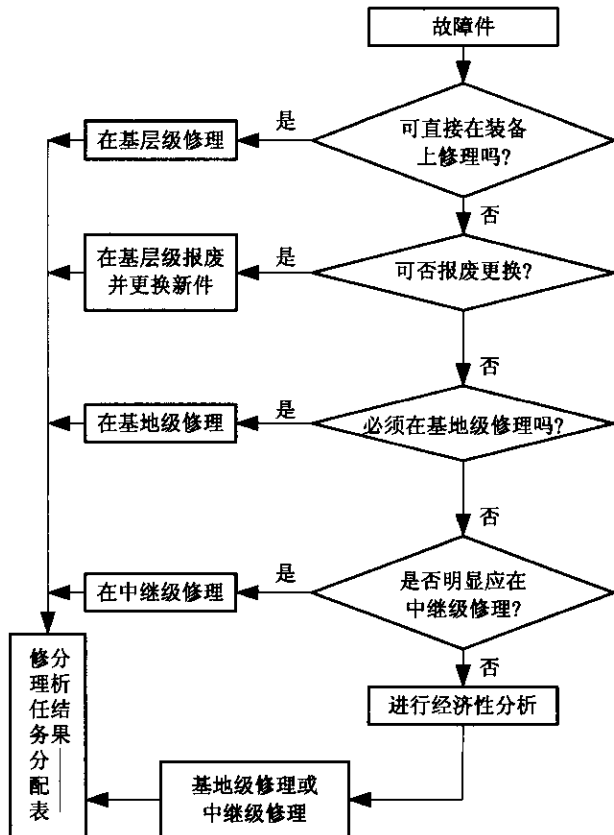 故障件
可直接在装备
上修理吗?
是
在基层级修理
否
可否报废更换?
是
在基层级报废
并更换新件
否
必须在基地级修理吗?
是
在基地级修理
否
是否明显应在
中继级修理?
是
在中继级修理
否
进行经济性分析
基地级修理或
中继级修理
分析结果——
修理任务分配表